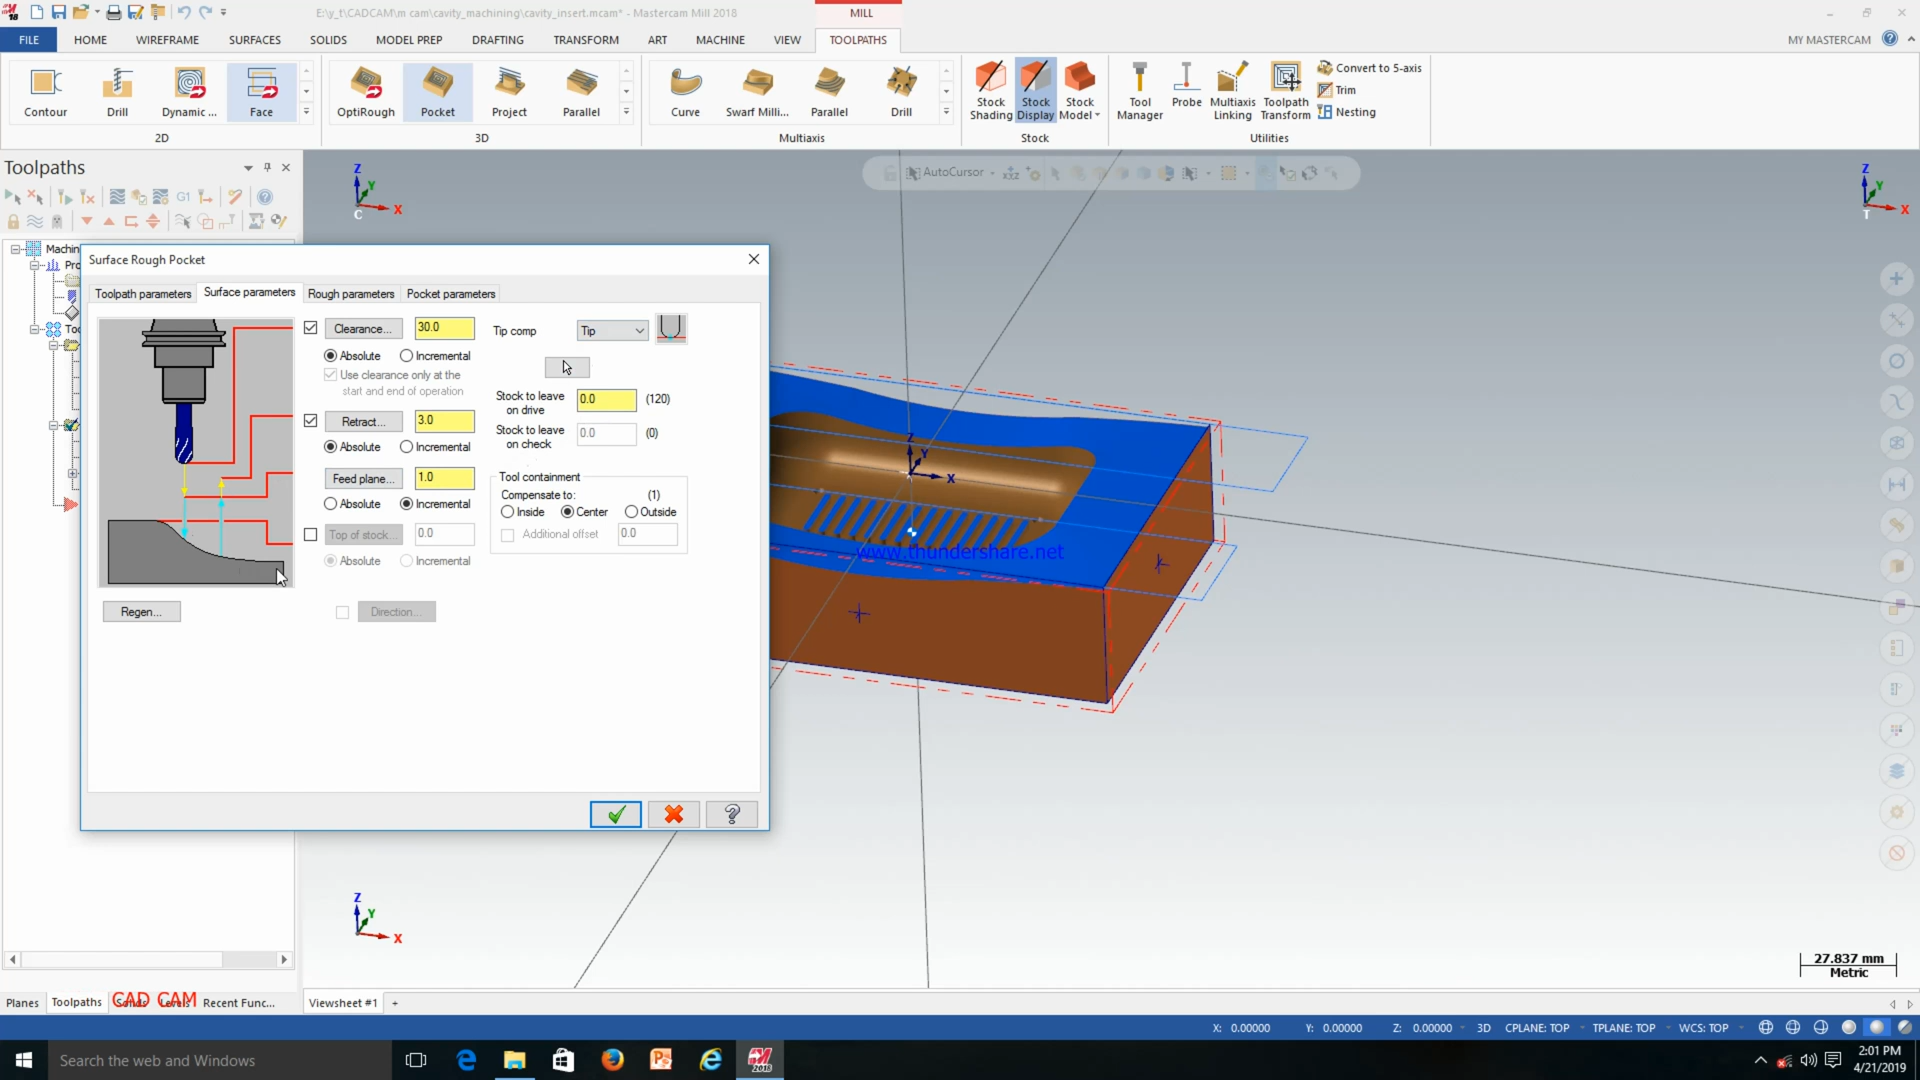 E:\y_t\CADCAM\m cam\cavity_machining\cavity_insert.mcam* - Mastercam Mill 2018
MILL
FILE HOME WIREFRAME SURFACES SOLIDS MODEL PREP DRAFTING TRANSFORM ART MACHINE VIEW TOOLPATHS MY MASTERCAM
Contour Drill Dynamic ... Face OptiRough Pocket Project Parallel Curve Swarf Milli... Parallel Drill
Stock Shading Stock Display Stock Model Tool Manager Probe Multiaxis Linking Toolpath Transform
Convert to 5-axis
Trim
Nesting
2D 3D Multiaxis Stock Utilities
Toolpaths
AutoCursor
G1
Z
Y
X
C
Z
Y
X
T
Machin
Pro
Too
Surface Rough Pocket
Toolpath parameters Surface parameters Rough parameters Pocket parameters
Clearance... 30.0
Absolute Incremental
Use clearance only at the
start and end of operation
Retract... 3.0
Absolute Incremental
Feed plane... 1.0
Absolute Incremental
Top of stock... 0.0
Absolute Incremental
Regen... Direction...
Tip comp Tip
Stock to leave
on drive 0.0 (120)
Stock to leave
on check 0.0 (0)
Tool containment
Compensate to: (1)
Inside Center Outside
Additional offset 0.0
Z
Y
X
www.thundershare.net
Z
Y
X
27.837 mm
Metric
Planes Toolpaths Solids Levels Recent Func...
CAD CAM
Viewsheet #1 +
X: 0.00000 Y: 0.00000 Z: 0.00000 3D CPLANE: TOP TPLANE: TOP WCS: TOP
Search the web and Windows
2018
2:01 PM
4/21/2019